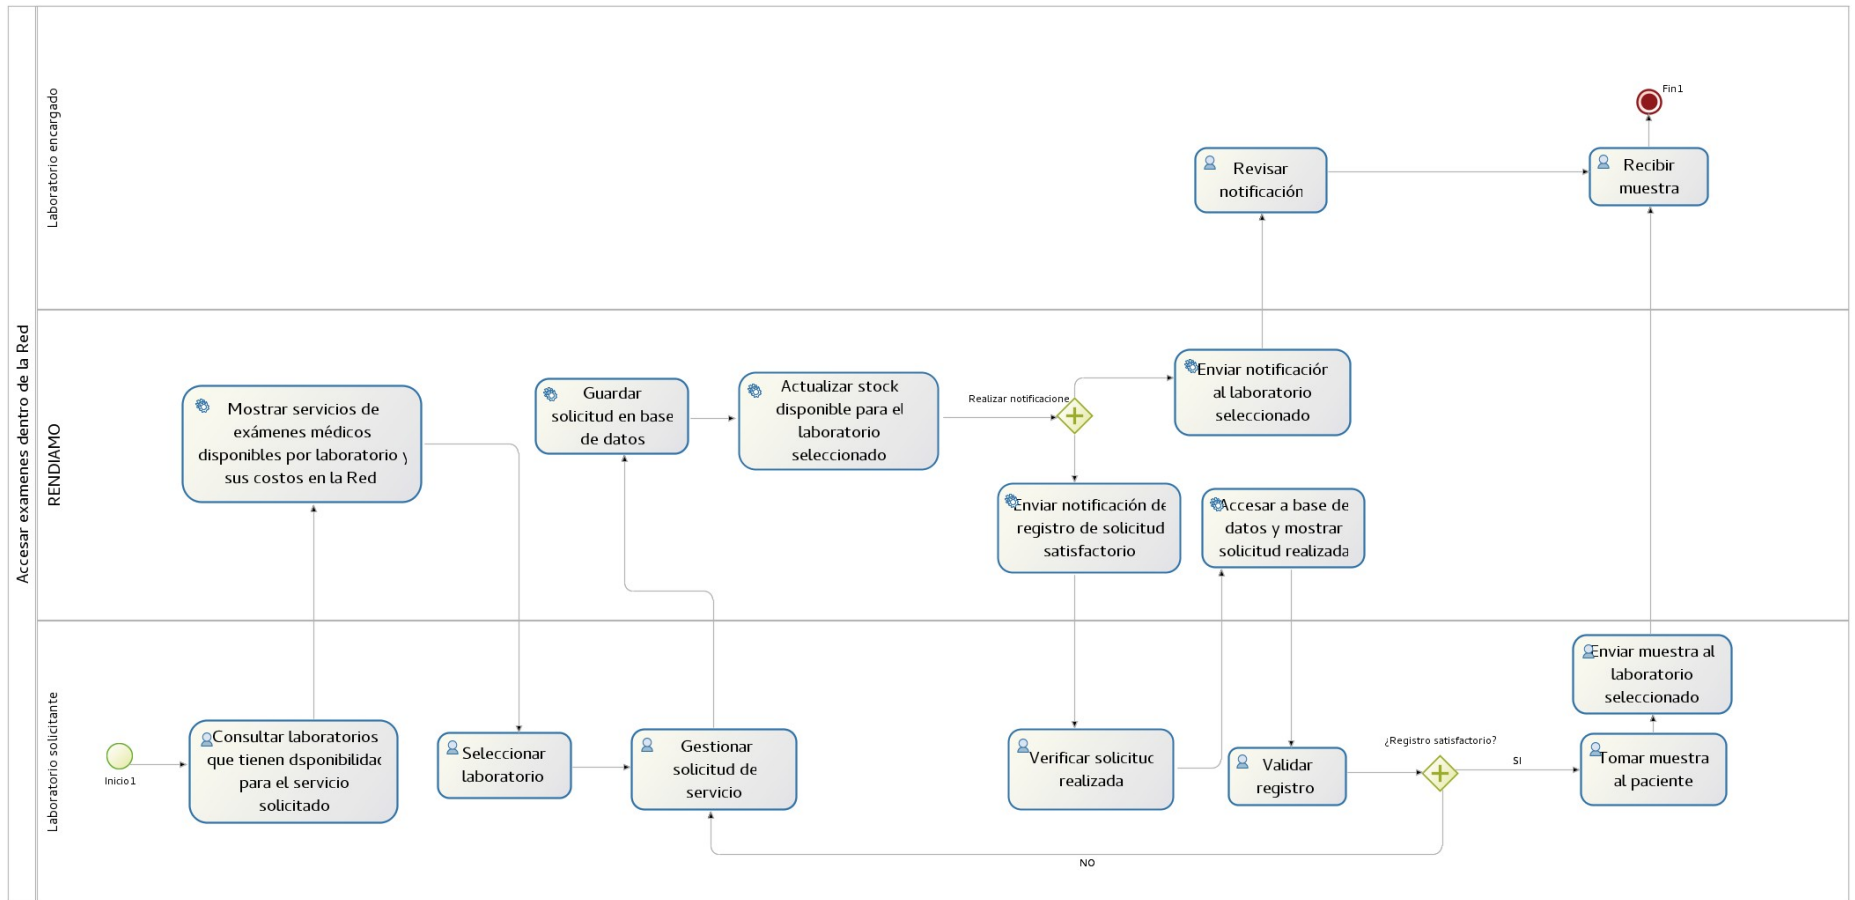 Accesar examenes dentro de la Red
Laboratorio encargado
Fin1
Revisar
notificación
Recibir
muestra
RENDIAMO
Mostrar servicios de
exámenes médicos
disponibles por laboratorio y
sus costos en la Red
Guardar
solicitud en base
de datos
Actualizar stock
disponible para el
laboratorio
seleccionado
Realizar notificacione
Enviar notificación
al laboratorio
seleccionado
Enviar notificación de
registro de solicitud
satisfactorio
Accesar a base de
datos y mostrar
solicitud realizada
Laboratorio solicitante
Inicio1
Consultar laboratorios
que tienen dsponibilidad
para el servicio
solicitado
Seleccionar
laboratorio
Gestionar
solicitud de
servicio
Verificar solicitud
realizada
Validar
registro
¿Registro satisfactorio?
SI
NO
Tomar muestra
al paciente
Enviar muestra al
laboratorio
seleccionado